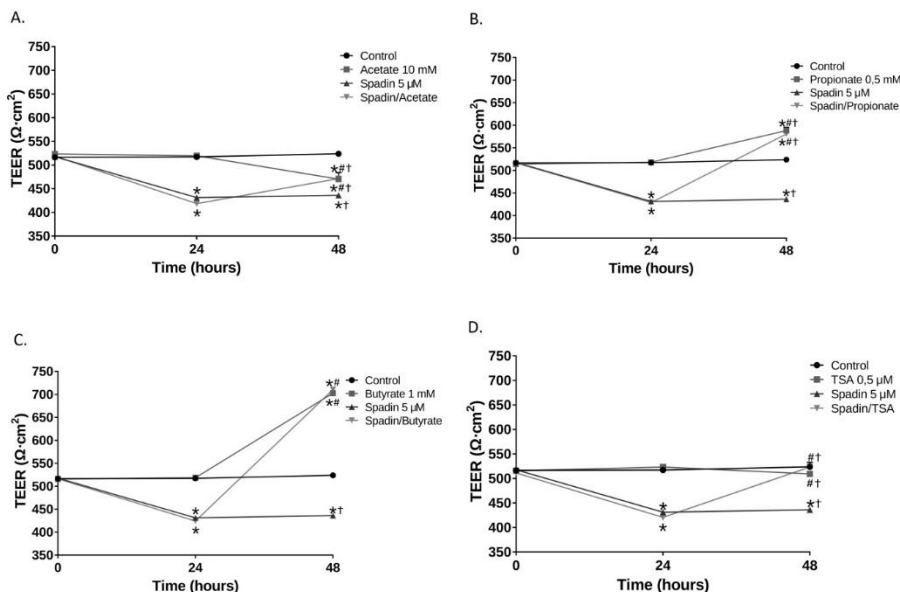 A.
TEER (Ω·cm²)
750
700
650
600
550
500
450
400
350
Control
Acetate 10 mM
Spadin 5 µM
Spadin/Acetate
*
*
*#†
*#†
*†
0 24 48
Time (hours)
B.
TEER (Ω·cm²)
750
700
650
600
550
500
450
400
350
Control
Propionate 0,5 mM
Spadin 5 µM
Spadin/Propionate
*#†
*#†
*
*
*†
0 24 48
Time (hours)
C.
TEER (Ω·cm²)
750
700
650
600
550
500
450
400
350
Control
Butyrate 1 mM
Spadin 5 µM
Spadin/Butyrate
*#
*#
*
*
*†
0 24 48
Time (hours)
D.
TEER (Ω·cm²)
750
700
650
600
550
500
450
400
350
Control
TSA 0,5 µM
Spadin 5 µM
Spadin/TSA
#†
#†
*
*
*†
0 24 48
Time (hours)